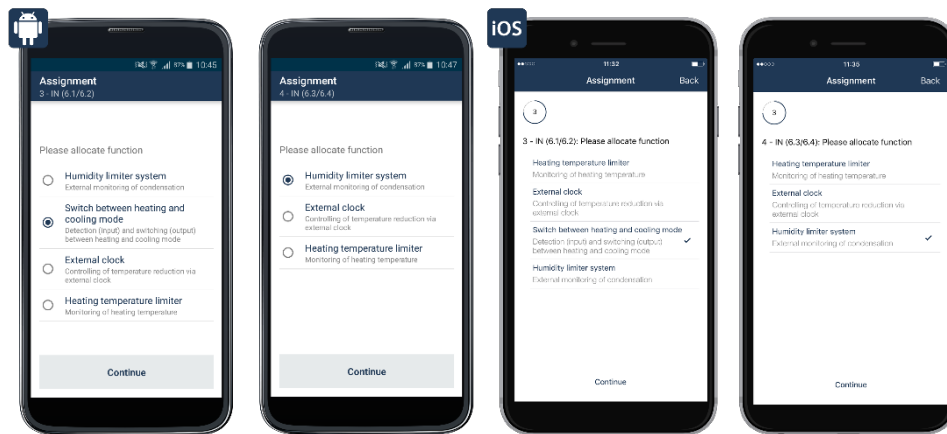 87% 10:45
Assignment
3 - IN (6.1/6.2)
Please allocate function
Humidity limiter system
External monitoring of condensation
Switch between heating and
cooling mode
Detection (input) and switching (output)
between heating and cooling mode
External clock
Controlling of temperature reduction via
external clock
Heating temperature limiter
Monitoring of heating temperature
Continue
87% 10:47
Assignment
4 - IN (6.3/6.4)
Please allocate function
Humidity limiter system
External monitoring of condensation
External clock
Controlling of temperature reduction via
external clock
Heating temperature limiter
Monitoring of heating temperature
Continue
iOS
11:52
Assignment Back
3
3 - IN (6.1/6.2): Please allocate function
Heating temperature limiter
Monitoring of heating temperature
External clock
Controlling of temperature reduction via
external clock
Switch between heating and cooling mode
Detection (input) and switching (output)
between heating and cooling mode
Humidity limiter system
External monitoring of condensation
Continue
11:35
Assignment Back
3
4 - IN (6.3/6.4): Please allocate function
Heating temperature limiter
Monitoring of heating temperature
External clock
Controlling of temperature reduction via
external clock
Humidity limiter system
External monitoring of condensation
Continue